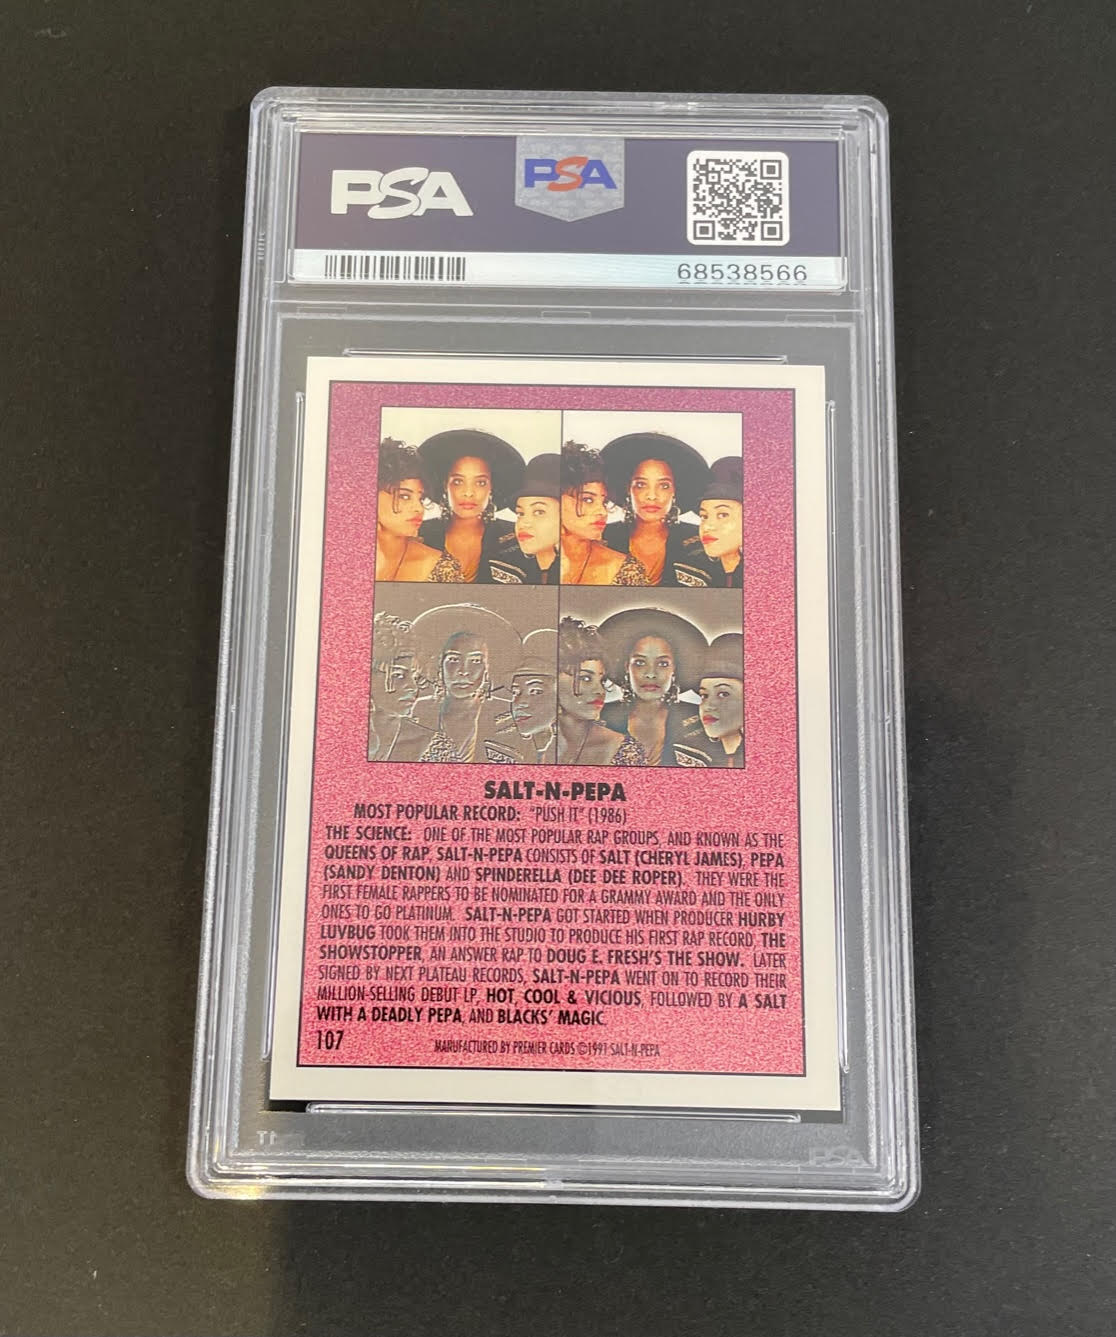 PSA
PSA
68538566
SALT-N-PEPA
MOST POPULAR RECORD: "PUSH IT" (1986)
THE SCIENCE: ONE OF THE MOST POPULAR RAP GROUPS, AND KNOWN AS THE
QUEENS OF RAP, SALT-N-PEPA CONSISTS OF SALT (CHERYL JAMES), PEPA
(SANDY DENTON) AND SPINDERELLA (DEE DEE ROPER). THEY WERE THE
FIRST FEMALE RAPPERS TO BE NOMINATED FOR A GRAMMY AWARD AND THE ONLY
ONES TO GO PLATINUM. SALT-N-PEPA GOT STARTED WHEN PRODUCER HURBY
LUVBUG TOOK THEM INTO THE STUDIO TO PRODUCE HIS FIRST RAP RECORD, THE
SHOWSTOPPER, AN ANSWER RAP TO DOUG E. FRESH'S THE SHOW. LATER
SIGNED BY NEXT PLATEAU RECORDS, SALT-N-PEPA WENT ON TO RECORD THEIR
MILLION-SELLING DEBUT LP, HOT, COOL & VICIOUS, FOLLOWED BY A SALT
WITH A DEADLY PEPA, AND BLACKS' MAGIC.
107
MANUFACTURED BY PREMIER CARDS ©1991 SALT-N-PEPA
PSA